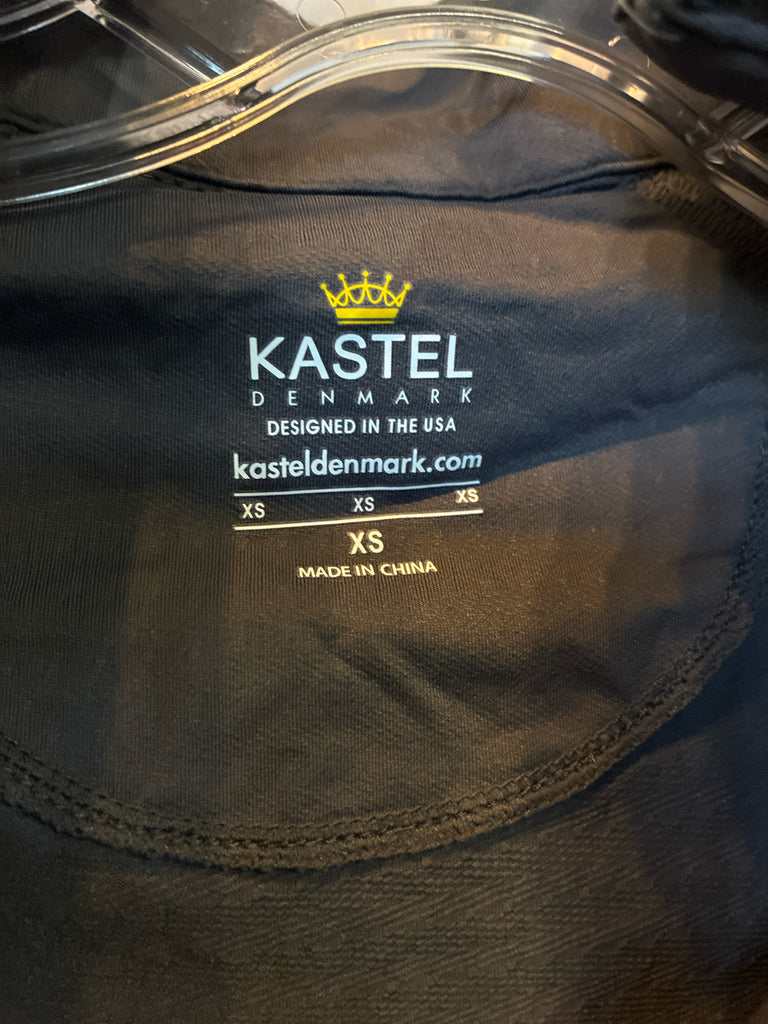 KASTEL
DENMARK
DESIGNED IN THE USA
kasteldenmark.com
XS XS XS
XS
MADE IN CHINA